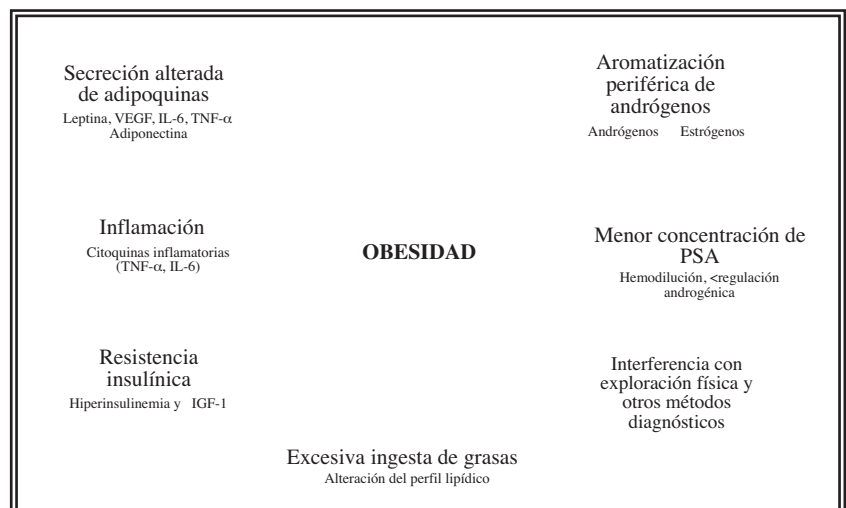 Secreción alterada
de adipoquinas
Leptina, VEGF, IL-6, TNF-α
Adiponectina
Aromatización
periférica de
andrógenos
Andrógenos Estrógenos
Inflamación
Citoquinas inflamatorias
(TNF-α, IL-6)
OBESIDAD
Menor concentración de
PSA
Hemodilución, <regulación
androgénica
Resistencia
insulínica
Hiperinsulinemia y IGF-1
Interferencia con
exploración física y
otros métodos
diagnósticos
Excesiva ingesta de grasas
Alteración del perfil lipídico